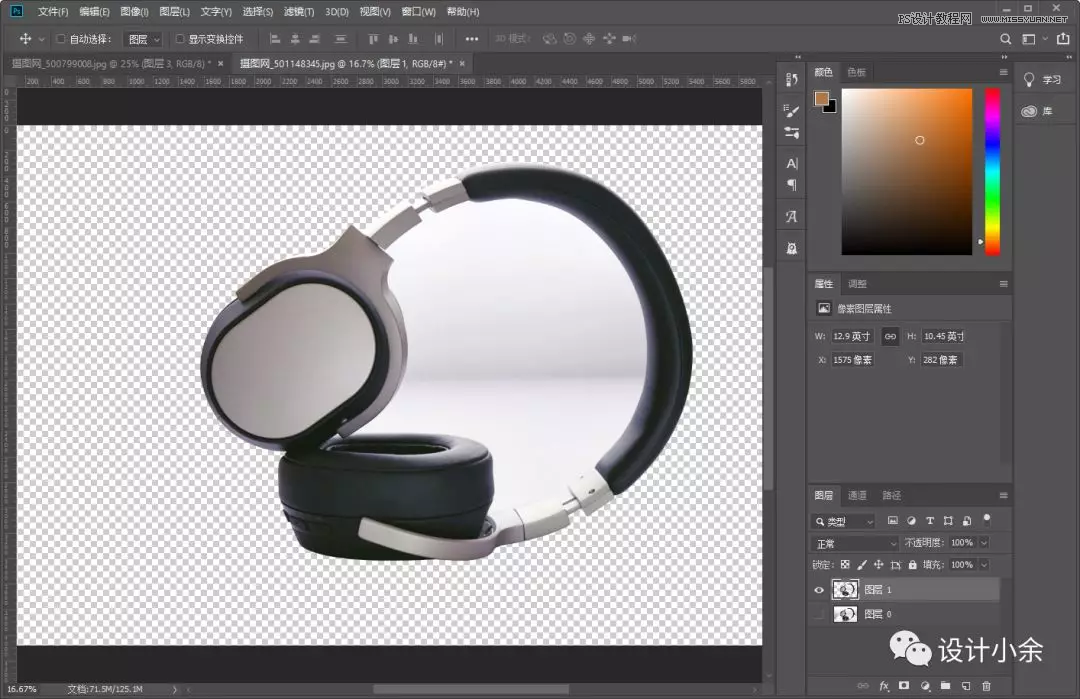 Ps 文件(F) 编辑(E) 图像(I) 图层(L) 文字(Y) 选择(S) 滤镜(T) 3D(D) 视图(V) 窗口(W) 帮助(H)
PS设计教程网 WWW.MISSYUAN.NET
自动选择: 图层 显示变换控件 3D 模式:
摄图网_500799008.jpg @ 25% (图层 3, RGB/8) * × 摄图网_501148345.jpg @ 16.7% (图层 1, RGB/8#) * ×
200 400 600 800 1000 1200 1400 1600 1800 2000 2200 2400 2600 2800 3000 3200 3400 3600 3800 4000 4200 4400 4600 4800 5000 5200 5400 5600 5800
颜色 色板
学习
库
属性 调整
像素图层属性
W: 12.9 英寸 H: 10.45 英寸
X: 1575 像素 Y: 282 像素
图层 通道 路径
类型
正常 不透明度: 100%
锁定: 填充: 100%
图层 1
图层 0
设计小余
16.67% 文档:71.5M/125.1M